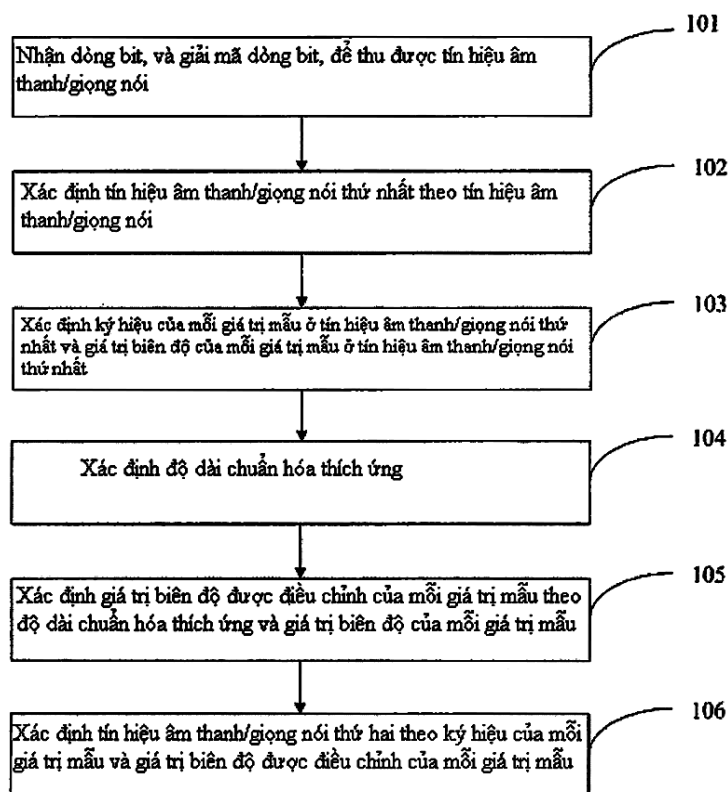 101
Nhận dòng bit, và giải mã dòng bit, để thu được tín hiệu âm
thanh/giọng nói
102
Xác định tín hiệu âm thanh/giọng nói thứ nhất theo tín hiệu âm
thanh/giọng nói
103
Xác định ký hiệu của mỗi giá trị mẫu ở tín hiệu âm thanh/giọng nói thứ
nhất và giá trị biên độ của mỗi giá trị mẫu ở tín hiệu âm thanh/giọng nói
thứ nhất
104
Xác định độ dài chuẩn hóa thích ứng
105
Xác định giá trị biên độ được điều chỉnh của mỗi giá trị mẫu theo
độ dài chuẩn hóa thích ứng và giá trị biên độ của mỗi giá trị mẫu
106
Xác định tín hiệu âm thanh/giọng nói thứ hai theo ký hiệu của mỗi
giá trị mẫu và giá trị biên độ được điều chỉnh của mỗi giá trị mẫu